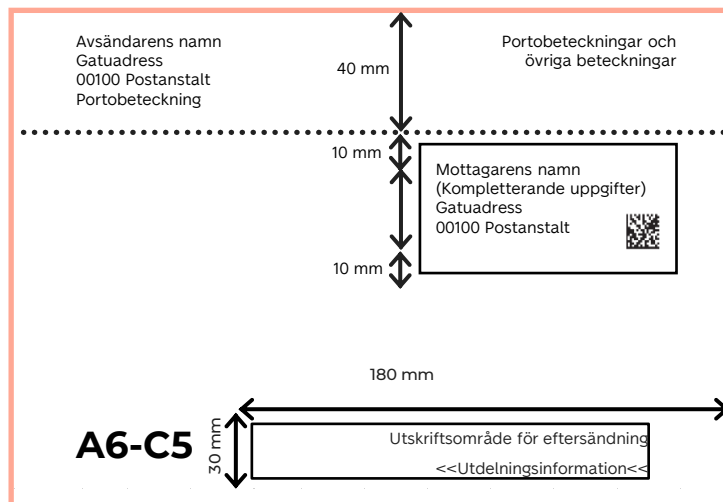 Avsändarens namn
Gatuadress
00100 Postanstalt
Portobeteckning
Portobeteckningar och
övriga beteckningar
40 mm
10 mm
Mottagarens namn
(Kompletterande uppgifter)
Gatuadress
00100 Postanstalt
10 mm
180 mm
A6-C5
30 mm
Utskriftsområde för eftersändning
<<Utdelningsinformation<<